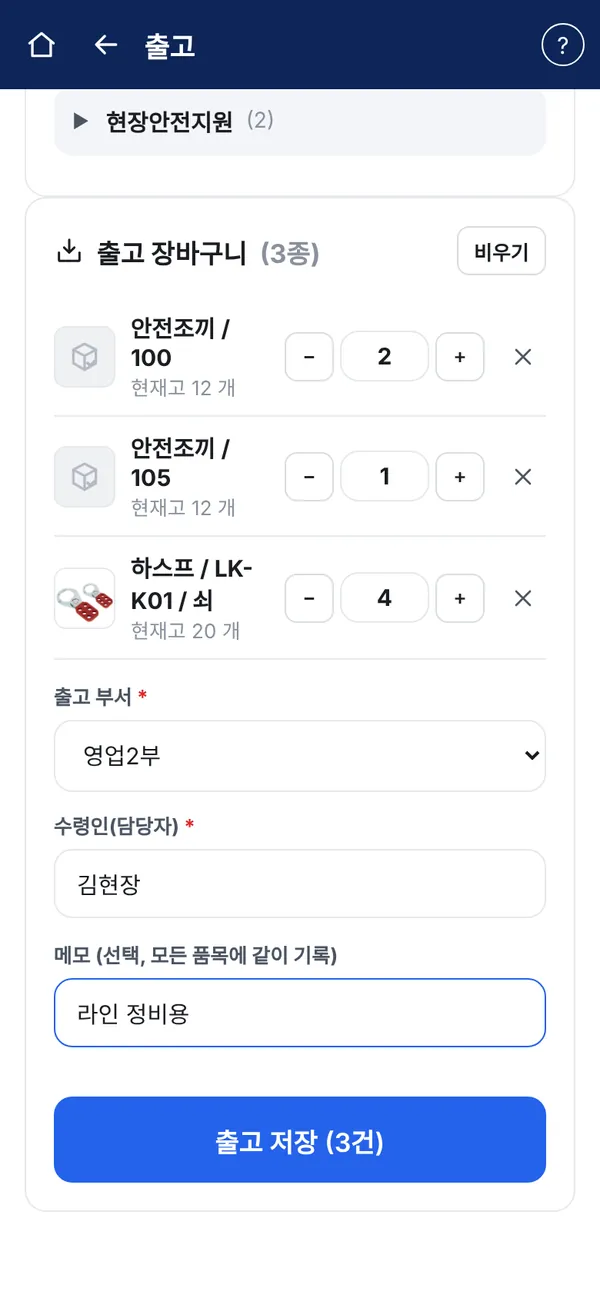 출고
?
▶ 현장안전지원 (2)
출고 장바구니 (3종)
비우기
안전조끼 /
100
현재고 12 개
− 2 + ×
안전조끼 /
105
현재고 12 개
− 1 + ×
하스프 / LK-
K01 / 쇠
현재고 20 개
− 4 + ×
출고 부서 *
영업2부
수령인(담당자) *
김현장
메모 (선택, 모든 품목에 같이 기록)
라인 정비용
출고 저장 (3건)